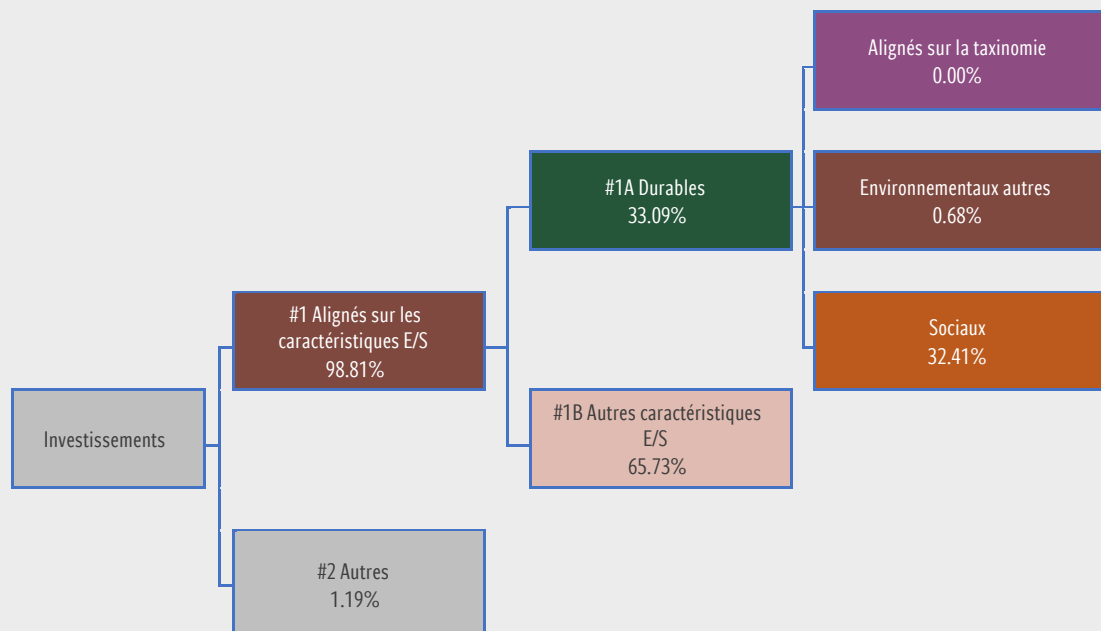 Alignés sur la taxinomie
0.00%
#1A Durables
33.09%
Environnementaux autres
0.68%
#1 Alignés sur les
caractéristiques E/S
98.81%
Sociaux
32.41%
Investissements
#1B Autres caractéristiques
E/S
65.73%
#2 Autres
1.19%